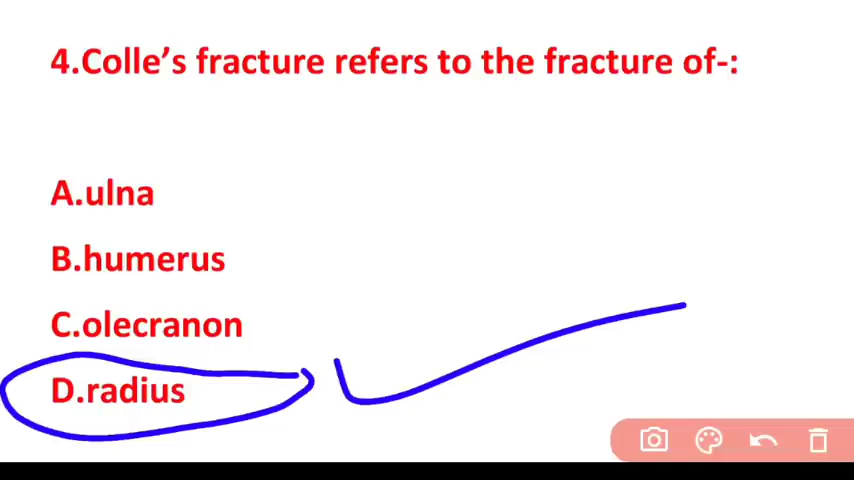 4.Colle’s fracture refers to the fracture of-:
A.ulna
B.humerus
C.olecranon
D.radius